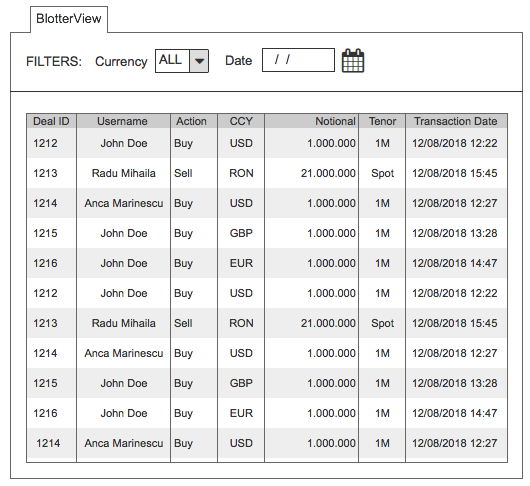 BlotterView
FILTERS: Currency ALL Date / /
Deal ID Username Action CCY Notional Tenor Transaction Date
1212 John Doe Buy USD 1.000.000 1M 12/08/2018 12:22
1213 Radu Mihaila Sell RON 21.000.000 Spot 12/08/2018 15:45
1214 Anca Marinescu Buy USD 1.000.000 1M 12/08/2018 12:27
1215 John Doe Buy GBP 1.000.000 1M 12/08/2018 13:28
1216 John Doe Buy EUR 1.000.000 1M 12/08/2018 14:47
1212 John Doe Buy USD 1.000.000 1M 12/08/2018 12:22
1213 Radu Mihaila Sell RON 21.000.000 Spot 12/08/2018 15:45
1214 Anca Marinescu Buy USD 1.000.000 1M 12/08/2018 12:27
1215 John Doe Buy GBP 1.000.000 1M 12/08/2018 13:28
1216 John Doe Buy EUR 1.000.000 1M 12/08/2018 14:47
1214 Anca Marinescu Buy USD 1.000.000 1M 12/08/2018 12:27